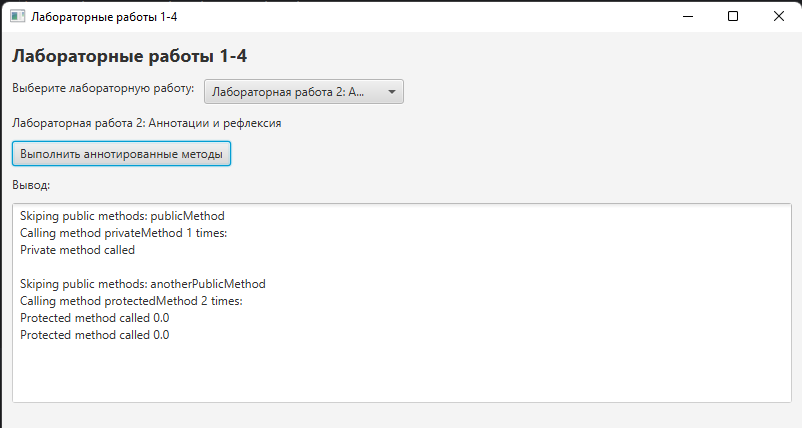 Лабораторные работы 1-4
Лабораторные работы 1-4
Выберите лабораторную работу: Лабораторная работа 2: А...
Лабораторная работа 2: Аннотации и рефлексия
Выполнить аннотированные методы
Вывод:
Skiping public methods: publicMethod
Calling method privateMethod 1 times:
Private method called
Skiping public methods: anotherPublicMethod
Calling method protectedMethod 2 times:
Protected method called 0.0
Protected method called 0.0